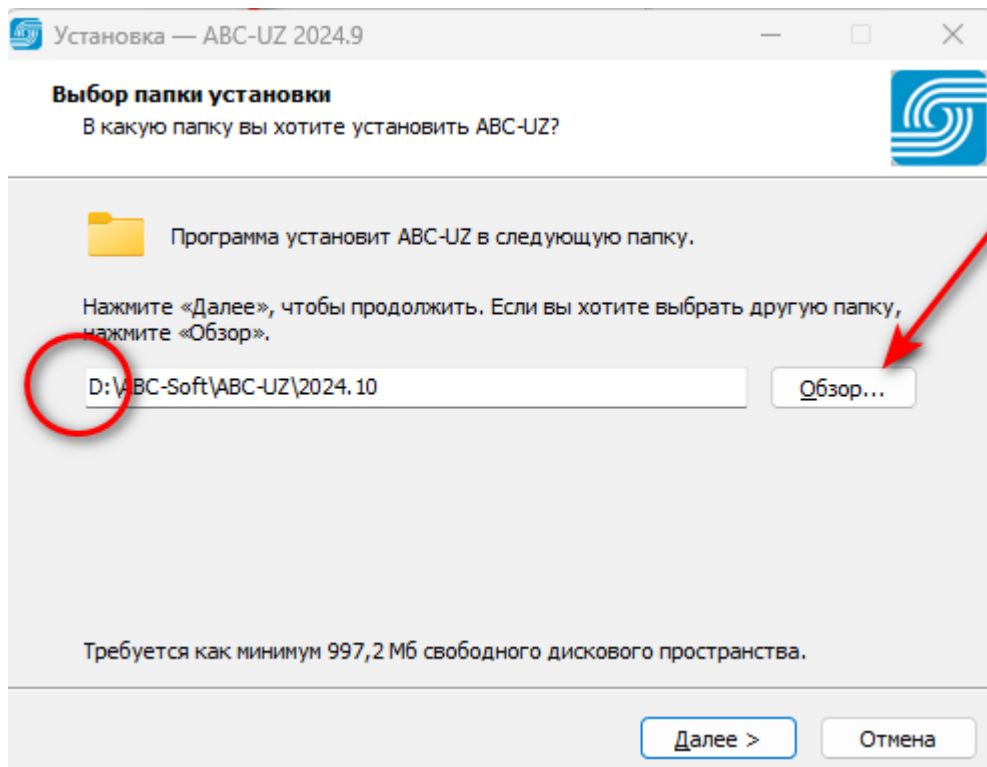 Установка — ABC-UZ 2024.9
Выбор папки установки
В какую папку вы хотите установить ABC-UZ?
Программа установит ABC-UZ в следующую папку.
Нажмите «Далее», чтобы продолжить. Если вы хотите выбрать другую папку,
нажмите «Обзор».
D:\ABC-Soft\ABC-UZ\2024.10
Обзор...
Требуется как минимум 997,2 Мб свободного дискового пространства.
Далее >
Отмена